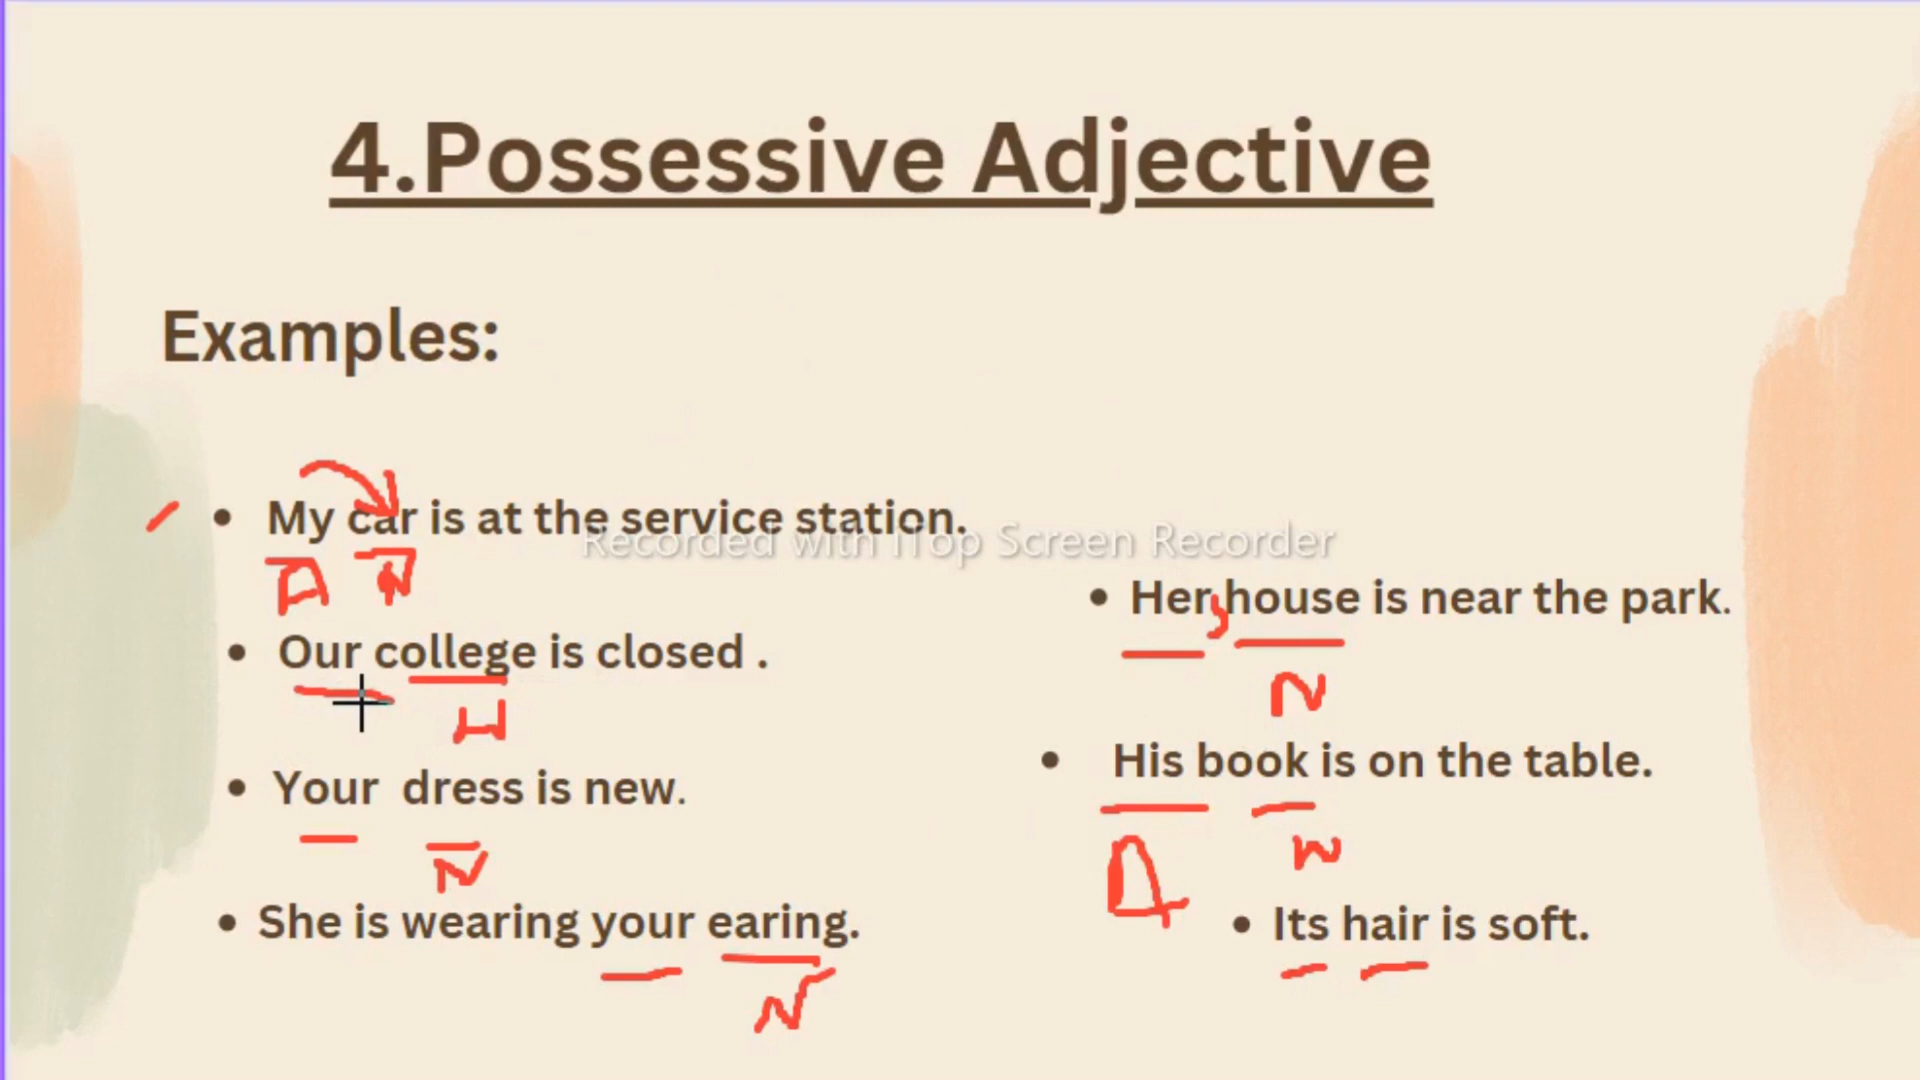 4.Possessive Adjective
Examples:
• My car is at the service station.
A N
• Our college is closed .
N
• Your dress is new.
N
• She is wearing your earing.
N
Recorded with iTop Screen Recorder
• Her house is near the park.
N
• His book is on the table.
A N
• Its hair is soft.